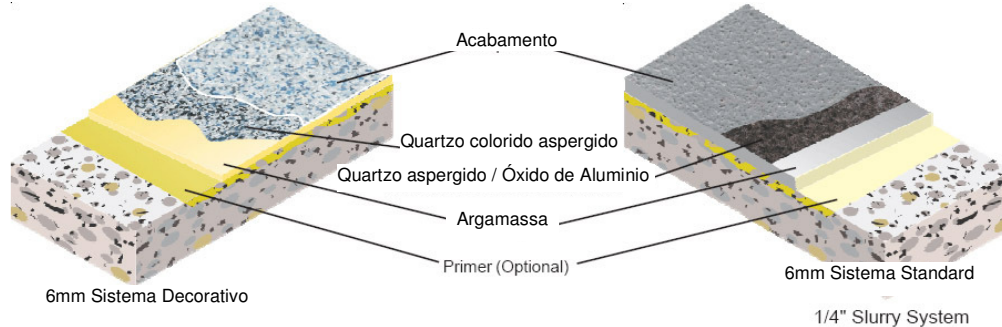 Acabamento
Quartzo colorido aspergido
Quartzo aspergido / Óxido de Aluminio
Argamassa
Primer (Optional)
6mm Sistema Decorativo
6mm Sistema Standard
1/4" Slurry System